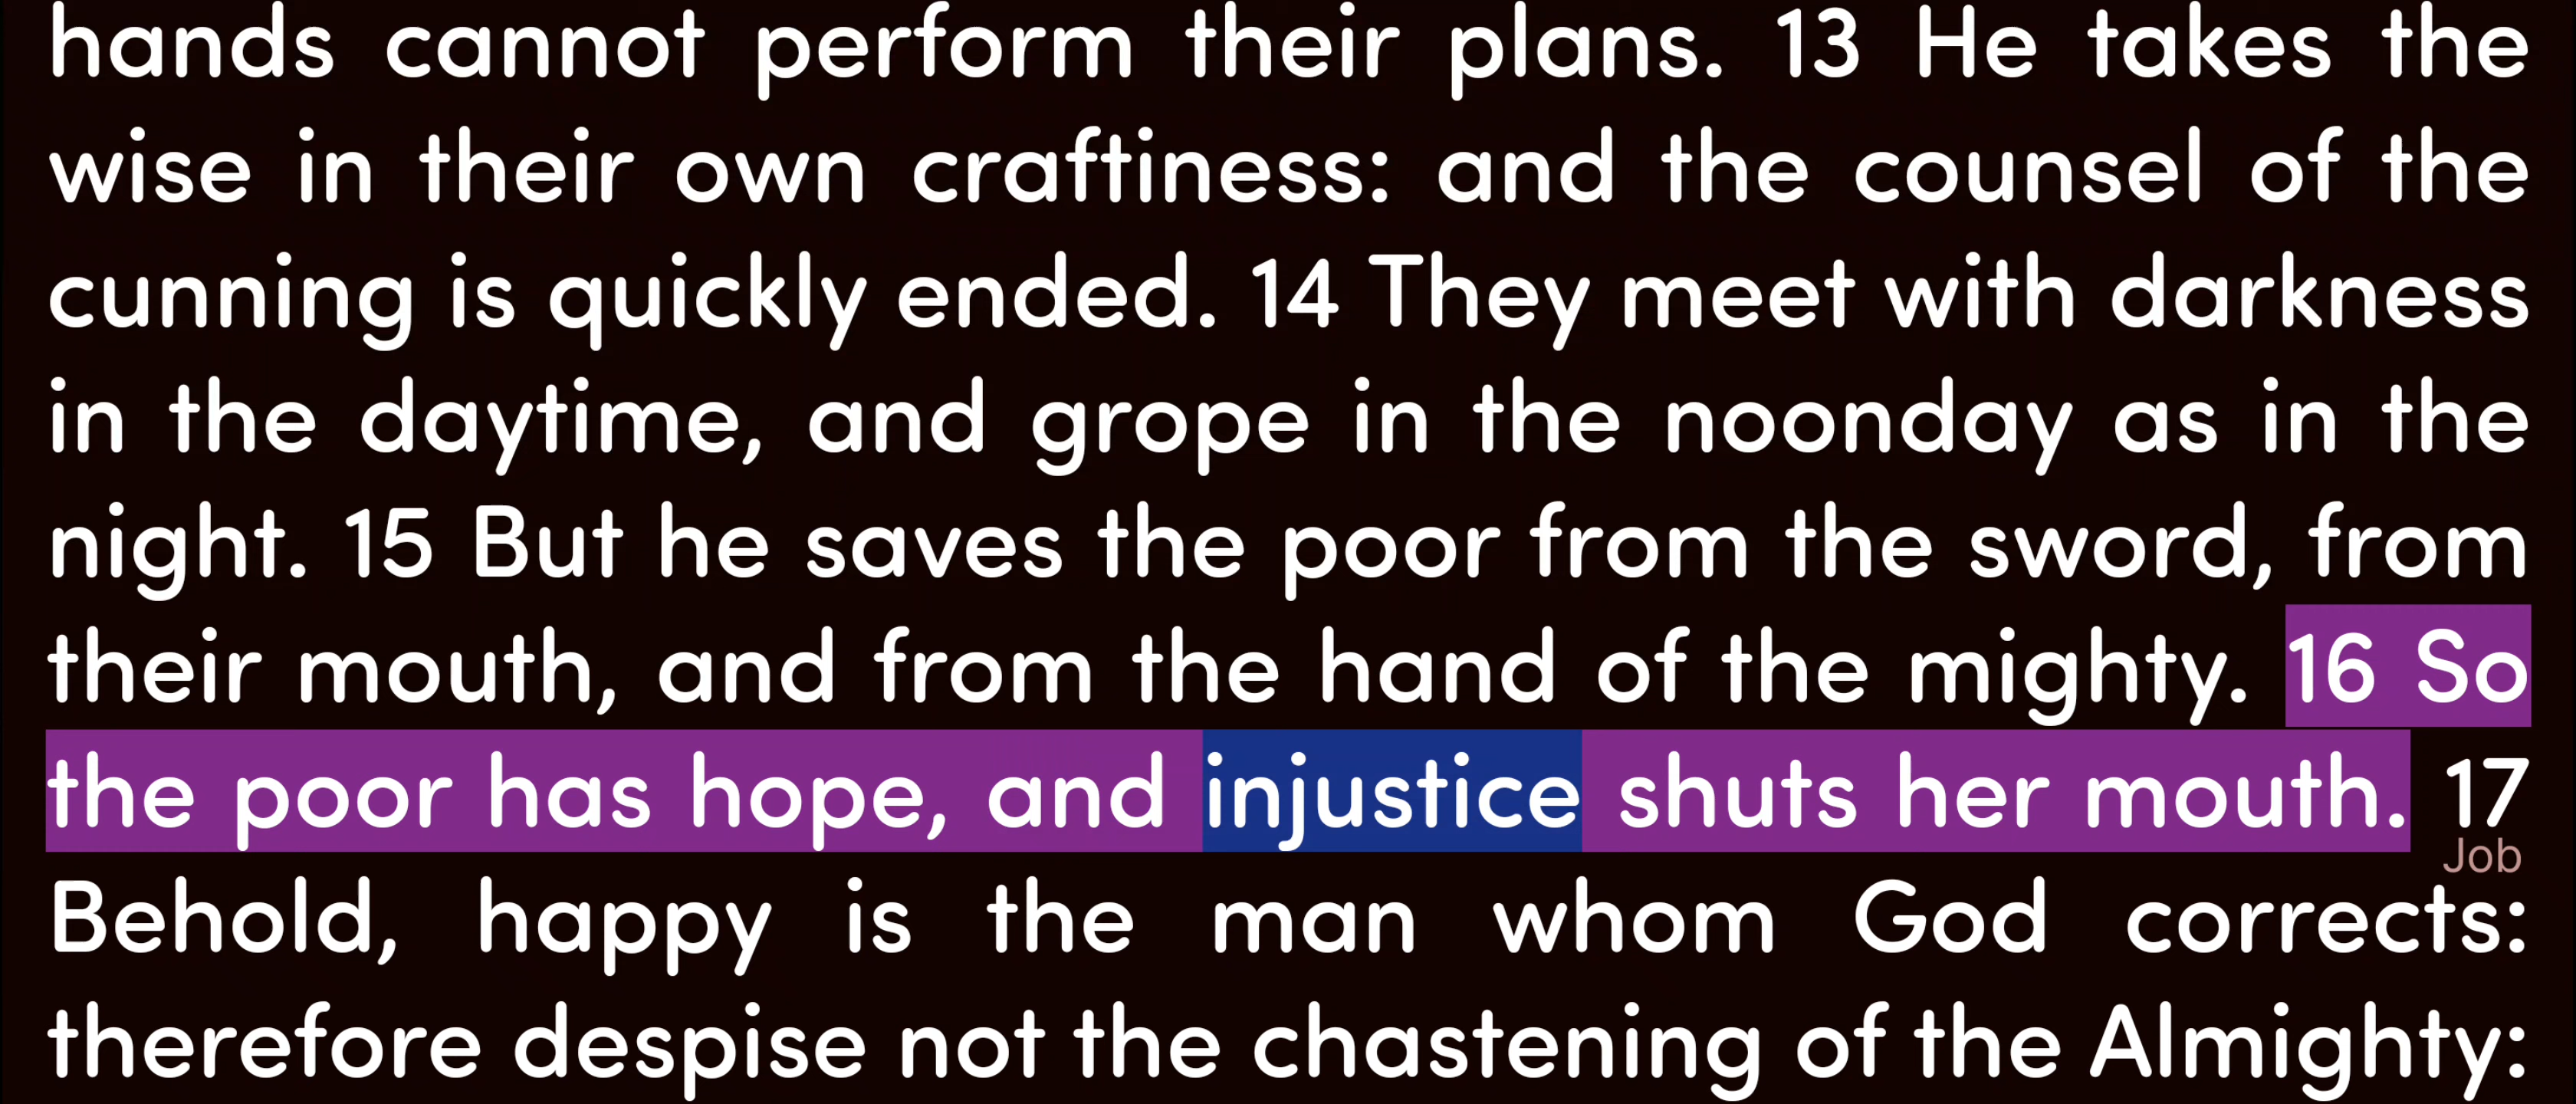 hands cannot perform their plans. 13 He takes the
wise in their own craftiness: and the counsel of the
cunning is quickly ended. 14 They meet with darkness
in the daytime, and grope in the noonday as in the
night. 15 But he saves the poor from the sword, from
their mouth, and from the hand of the mighty. 16 So
the poor has hope, and injustice shuts her mouth. 17
Job
Behold, happy is the man whom God corrects:
therefore despise not the chastening of the Almighty: